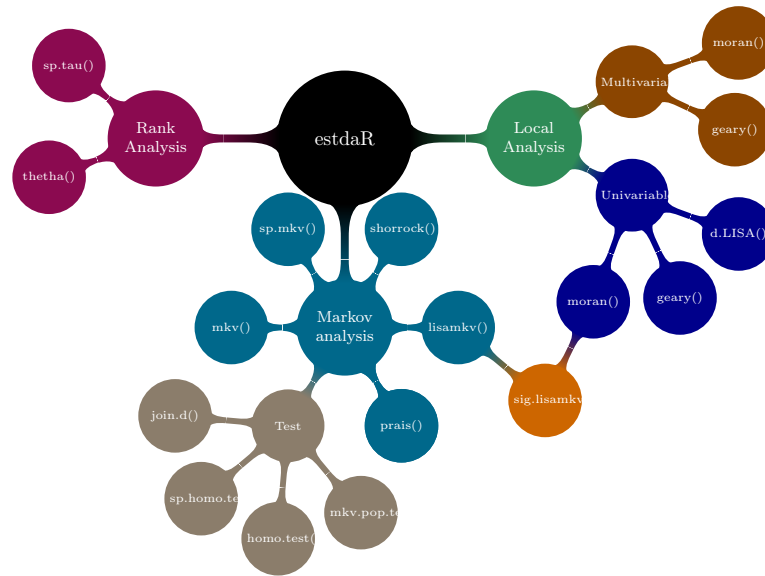 moran()
sp.tau()
Multivaria
Rank
Analysis
estdaR
Local
Analysis
geary()
thetha()
Univariabl
sp.mkv()
shorrock()
d.LISA()
moran()
geary()
mkv()
Markov
analysis
lisamkv()
sig.lisamkv
join.d()
Test
prais()
sp.homo.te
mkv.pop.te
homo.test(